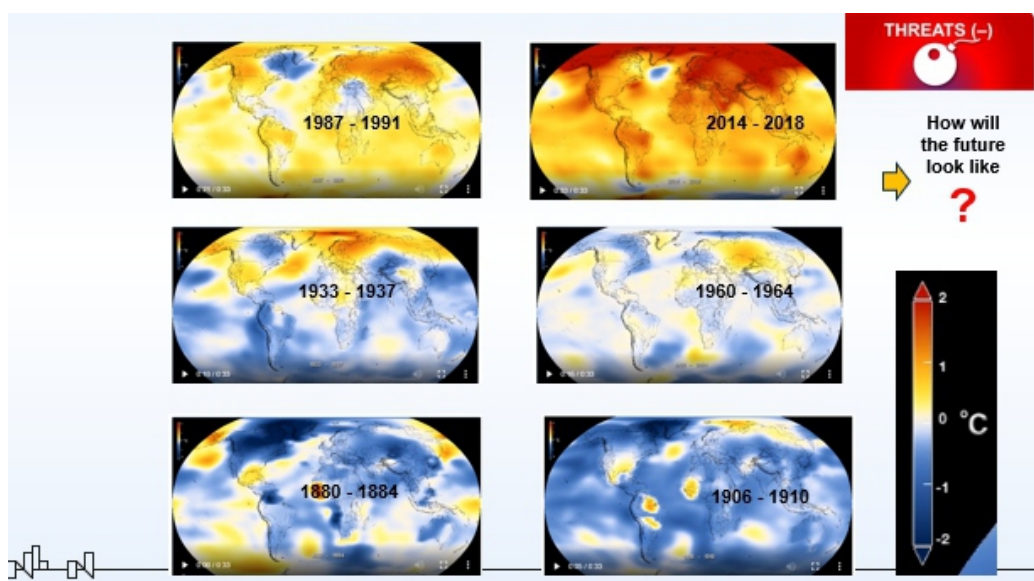 THREATS (–)
1987 - 1991
2014 - 2018
How will
the future
look like
?
1933 - 1937
1960 - 1964
2
1
0
°C
-1
-2
1880 - 1884
1906 - 1910